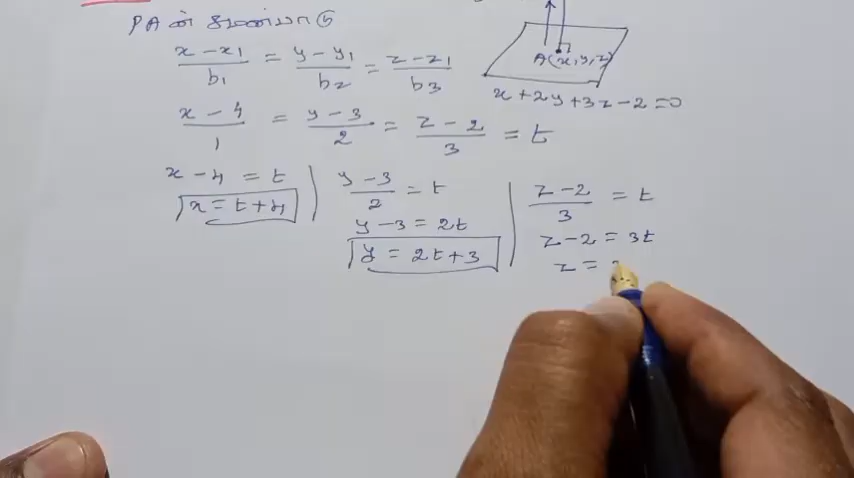 PA ன் சமன்பாடு
x - x1 / b1 = y - y1 / b2 = z - z1 / b3
A(x, y, z)
x + 2y + 3z - 2 = 0
x - 4 / 1 = y - 3 / 2 = z - 2 / 3 = t
x - 4 = t
x = t + 4
y - 3 / 2 = t
y - 3 = 2t
y = 2t + 3
z - 2 / 3 = t
z - 2 = 3t
z =